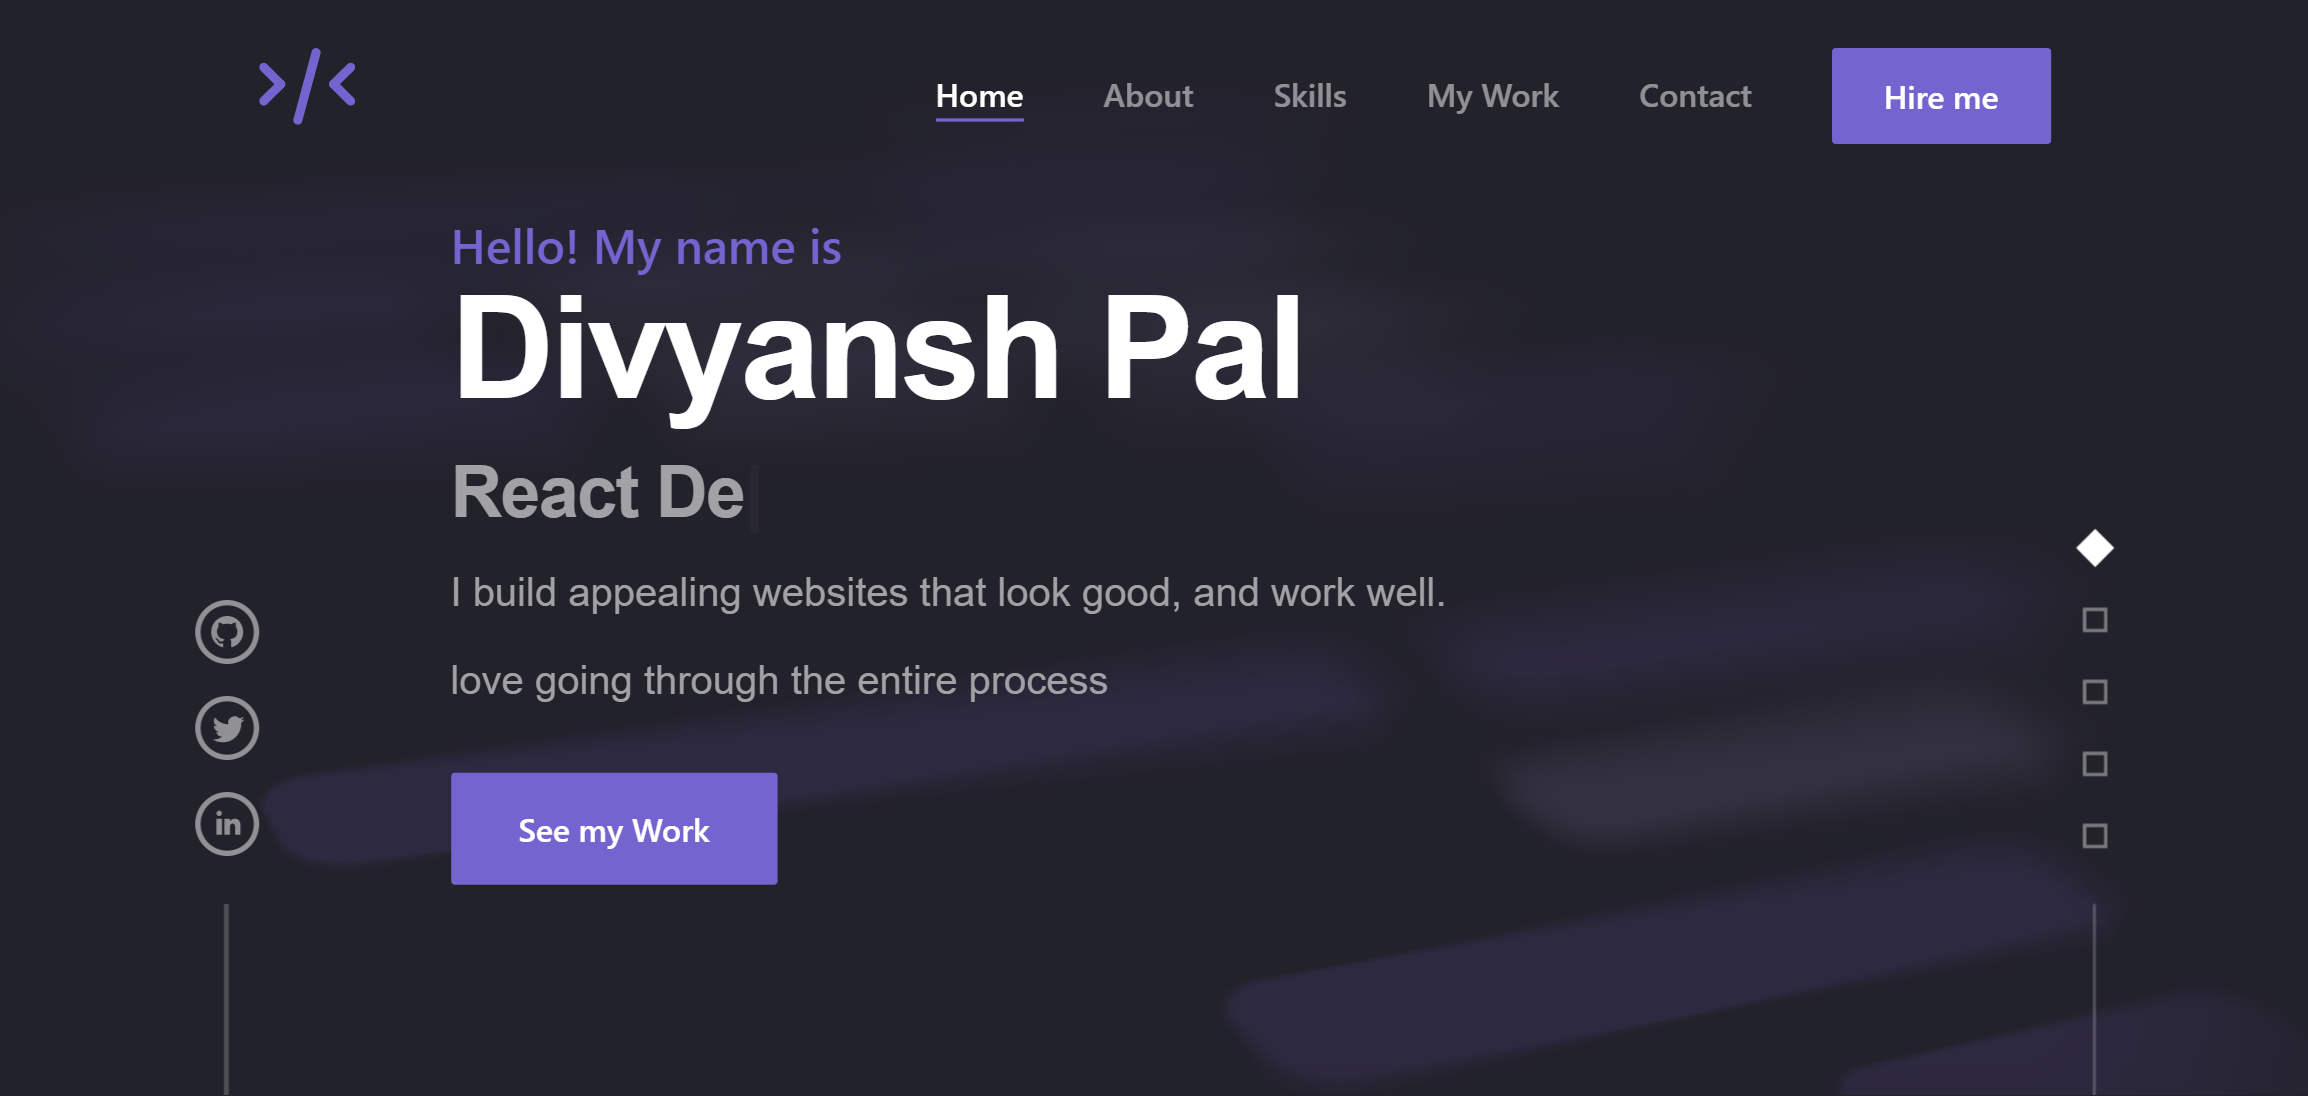 Home About Skills My Work Contact Hire me
Hello! My name is
Divyansh Pal
React De
I build appealing websites that look good, and work well.
love going through the entire process
in
See my Work